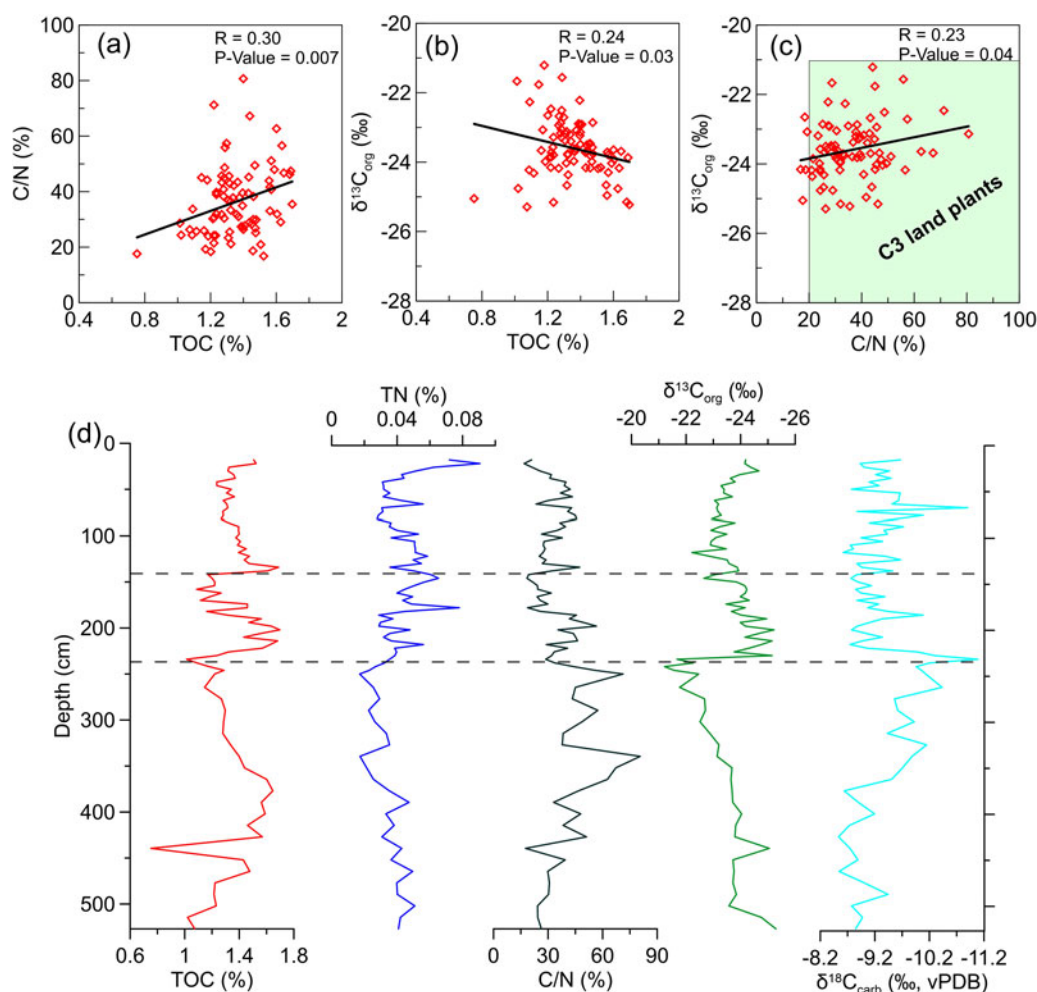 (a)
R = 0.30
P-Value = 0.007
100
80
60
40
20
0
C/N (%)
0.4 0.8 1.2 1.6 2
TOC (%)
(b)
R = 0.24
P-Value = 0.03
-20
-22
-24
-26
-28
δ¹³Corg (‰)
0.4 0.8 1.2 1.6 2
TOC (%)
(c)
R = 0.23
P-Value = 0.04
-20
-22
-24
-26
-28
δ¹³Corg (‰)
C3 land plants
0 20 40 60 80 100
C/N (%)
(d)
TN (%)
0 0.04 0.08
δ¹³Corg (‰)
-20 -22 -24 -26
0
100
200
300
400
500
Depth (cm)
0.6 1 1.4 1.8
TOC (%)
0 30 60 90
C/N (%)
-8.2 -9.2 -10.2 -11.2
δ¹⁸Ccarb (‰, vPDB)